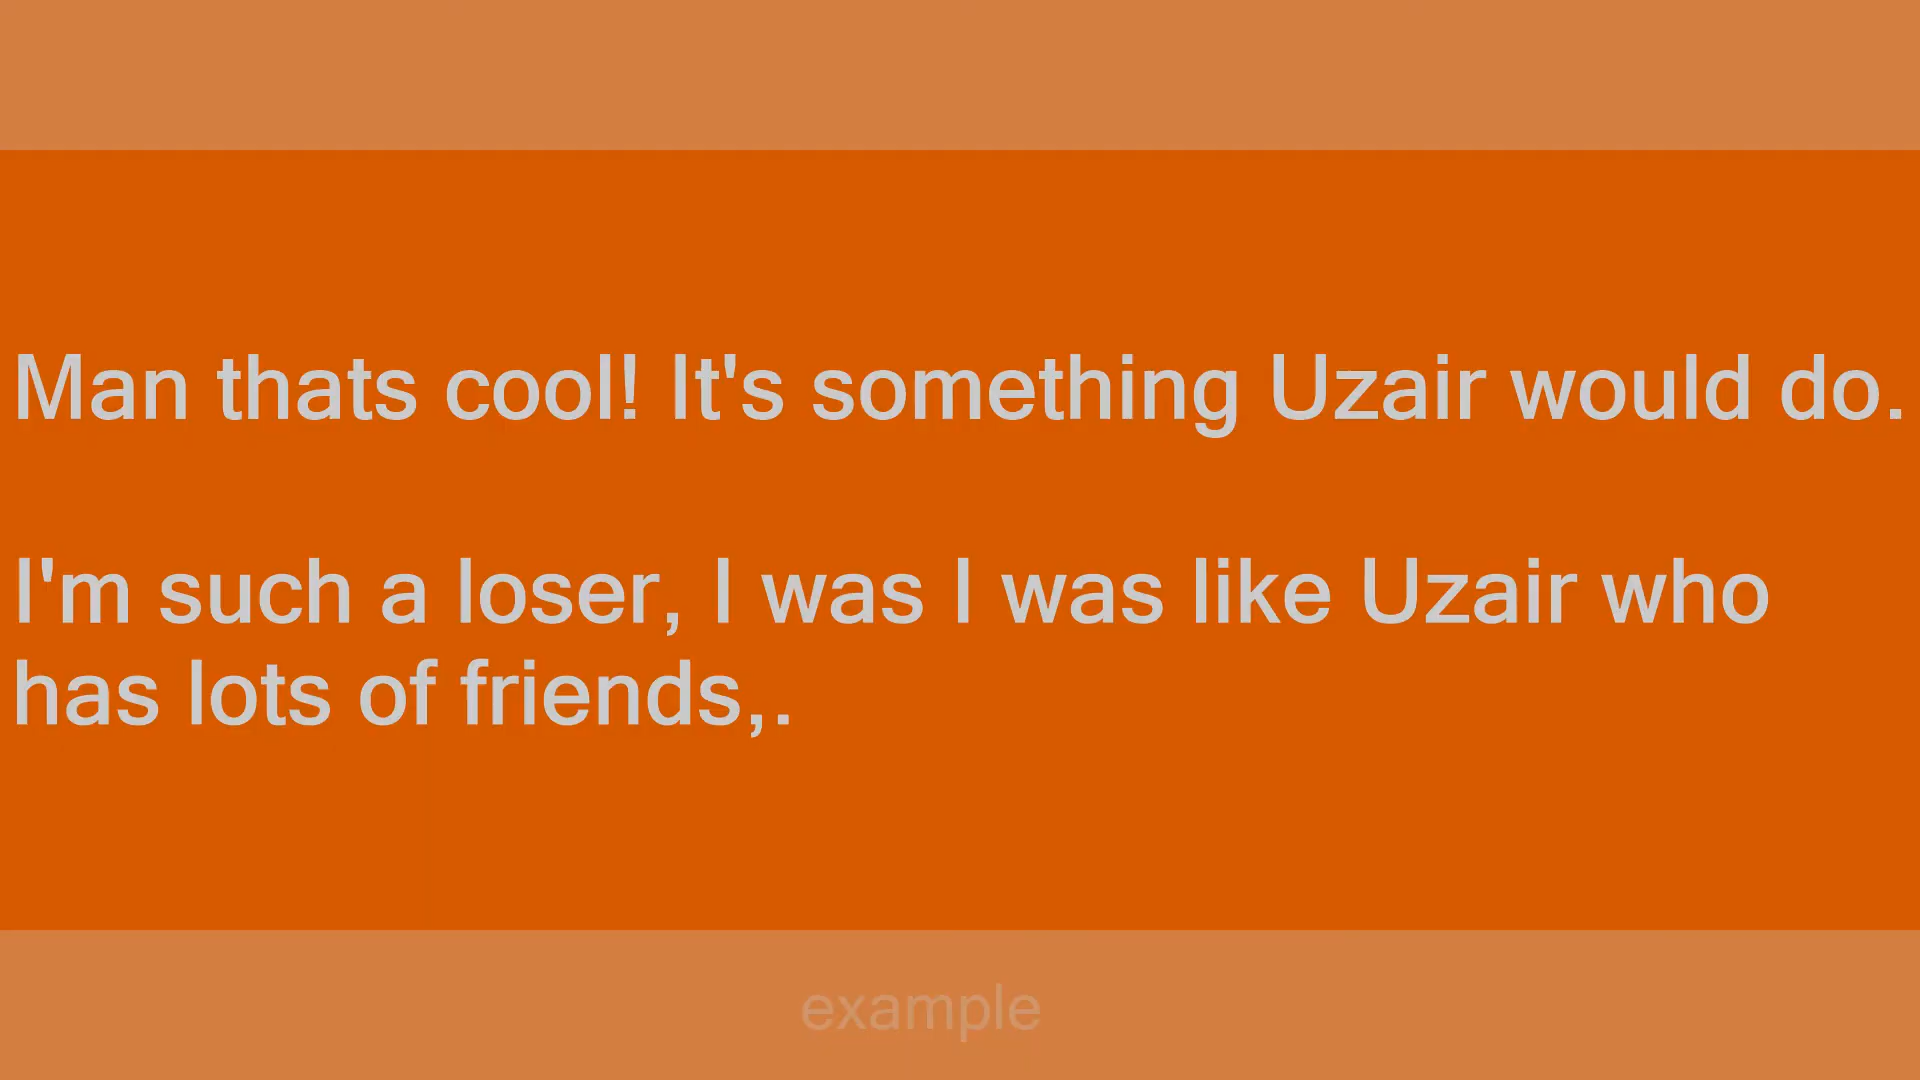 Man thats cool! It's something Uzair would do.
I'm such a loser, I was I was like Uzair who
has lots of friends,.
example